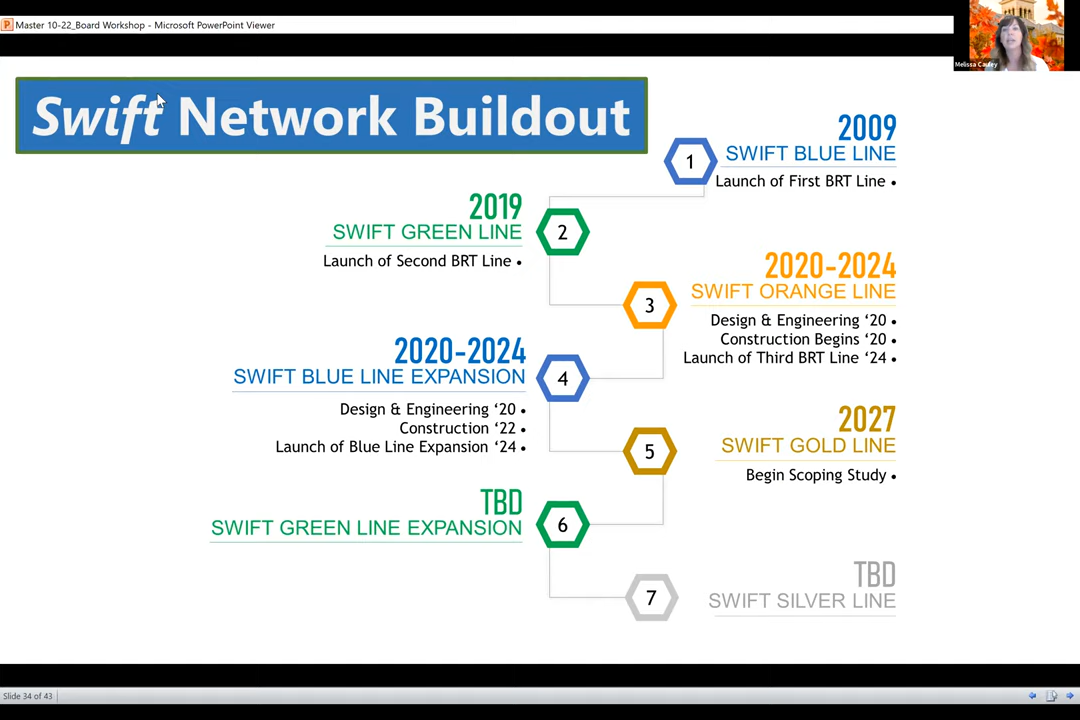 Master 10-22_Board Workshop - Microsoft PowerPoint Viewer
Melissa Cauley
Swift Network Buildout
1
2009
SWIFT BLUE LINE
Launch of First BRT Line •
2019
SWIFT GREEN LINE
Launch of Second BRT Line •
2
2020-2024
SWIFT ORANGE LINE
Design & Engineering ‘20 •
Construction Begins ‘20 •
Launch of Third BRT Line ‘24 •
3
2020-2024
SWIFT BLUE LINE EXPANSION
Design & Engineering ‘20 •
Construction ‘22 •
Launch of Blue Line Expansion ‘24 •
4
2027
SWIFT GOLD LINE
Begin Scoping Study •
5
TBD
SWIFT GREEN LINE EXPANSION
6
TBD
SWIFT SILVER LINE
7
Slide 34 of 43